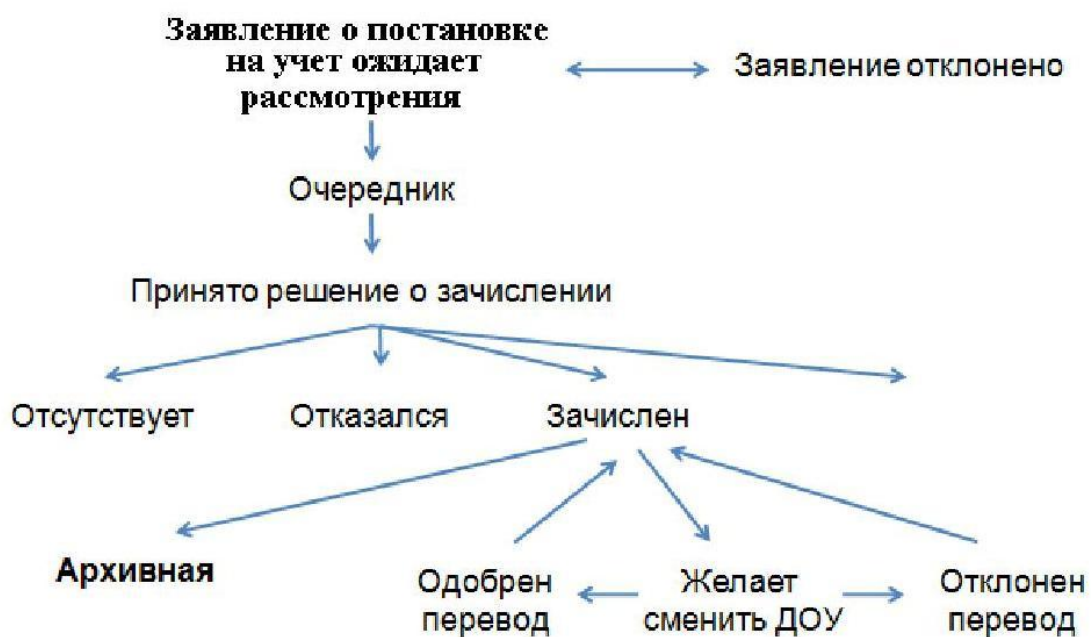 Заявление о постановке
на учет ожидает
рассмотрения
Заявление отклонено
Очередник
Принято решение о зачислении
Отсутствует
Отказался
Зачислен
Архивная
Одобрен
перевод
Желает
сменить ДОУ
Отклонен
перевод